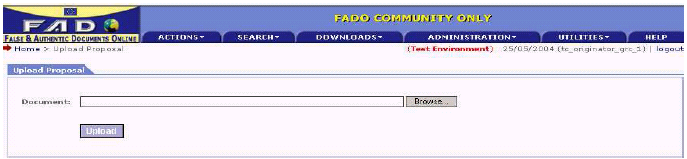 FADO COMMUNITY ONLY
FADO
FALSE & AUTHENTIC DOCUMENTS ONLINE
ACTIONS SEARCH DOWNLOADS ADMINISTRATION UTILITIES HELP
Home > Upload Proposal (Test Environment) 25/05/2004 (tc_originator_grc_1) | logout
Upload Proposal
Document: Browse...
Upload